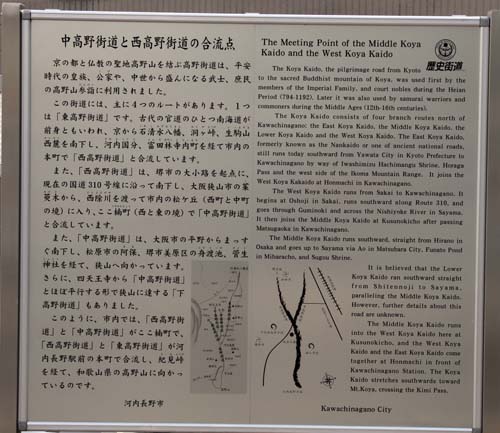 中高野街道と西高野街道の合流点
京の都と仏教の聖地高野山を結ぶ高野街道は、平安
時代の皇族、公家や、中世から盛んになる武士、庶民
の高野山参詣に利用されました。
この街道には、主に4つのルートがあります。1つ
は「東高野街道」です。古代の官道のひとつ南海道が
前身ともいわれ、京から石清水八幡、洞ヶ峠、生駒山
西麓を南下し、河内国分、富田林寺内町を経て市内の
本町で「西高野街道」と合流しています。
また、「西高野街道」は、堺市の大小路を起点に、
現在の国道310号線に沿って南下し、大阪狭山市の茱
萸木から、西除川を渡って市内の松ケ丘（西町と中町
の境）に入り、ここ楠町（西と東の境）で「中高野街道」
と合流しています。
また、「中高野街道」は、大阪市の平野からまっす
ぐ南下し、松原市の阿保、堺市美原区の舟渡池、菅生
神社を経て、狭山へ向かっています。
さらに、四天王寺から「中高野街道」
とほぼ平行する形で狭山に達する「下
高野街道」もありました。
このように、市内では、「西高野街
道」と「中高野街道」がここ楠町で、
「西高野街道」と「東高野街道」が河
内長野駅前の本町で合流し、紀見峠
を経て、和歌山県の高野山に向かっ
ているのです。
河内長野市
The Meeting Point of the Middle Koya
Kaido and the West Koya Kaido
歴史街道
The Koya Kaido, the pilgrimage road from Kyoto
to the sacred Buddhist mountain of Koya, was used first by the
members of the Imperial Family, and court nobles during the Heian
Period (794-1192). Later it was also used by samurai warriors and
commoners during the Middle Ages (12th-16th centuries).
The Koya Kaido consists of four branch routes north of
Kawachinagano; the East Koya Kaido, the Middle Koya Kaido, the
Lower Koya Kaido and the West Koya Kaido. The East Koya Kaido,
formerly known as the Nankaido or one of ancient national roads,
still runs today southward from Yawata City in Kyoto Prefecture to
Kawachinagano by way of Iwashimizu Hachimangu Shrine, Horaga
Pass and the west side of the Ikoma Mountain Range. It joins the
West Koya Kakaido at Honmachi in Kawachinagano.
The West Koya Kaido runs from Sakai to Kawachinagano. It
begins at Oshoji in Sakai, runs southward along Route 310, and
goes through Guminoki and across the Nishiyoke River in Sayama.
It then joins the Middle Koya Kaido at Kusunokicho after passing
Matsugaoka in Kawachinagano.
The Middle Koya Kaido runs southward, straight from Hirano in
Osaka and goes up to Sayama via Ao in Matsubara City, Funato Pond
in Mibaracho, and Sugou Shrine.
It is believed that the Lower
Koya Kaido ran southward straight
from Shitennoji to Sayama,
paralleling the Middle Koya Kaido.
However, further details about this
road are unknown.
The Middle Koya Kaido runs
into the West Koya Kaido here at
Kusunokicho, and the West Koya
Kaido and the East Koya Kaido come
together at Honmachi in front of
Kawachinagano Station. The Koya
Kaido stretches southwards toward
Mt.Koya, crossing the Kimi Pass.
Kawachinagano City